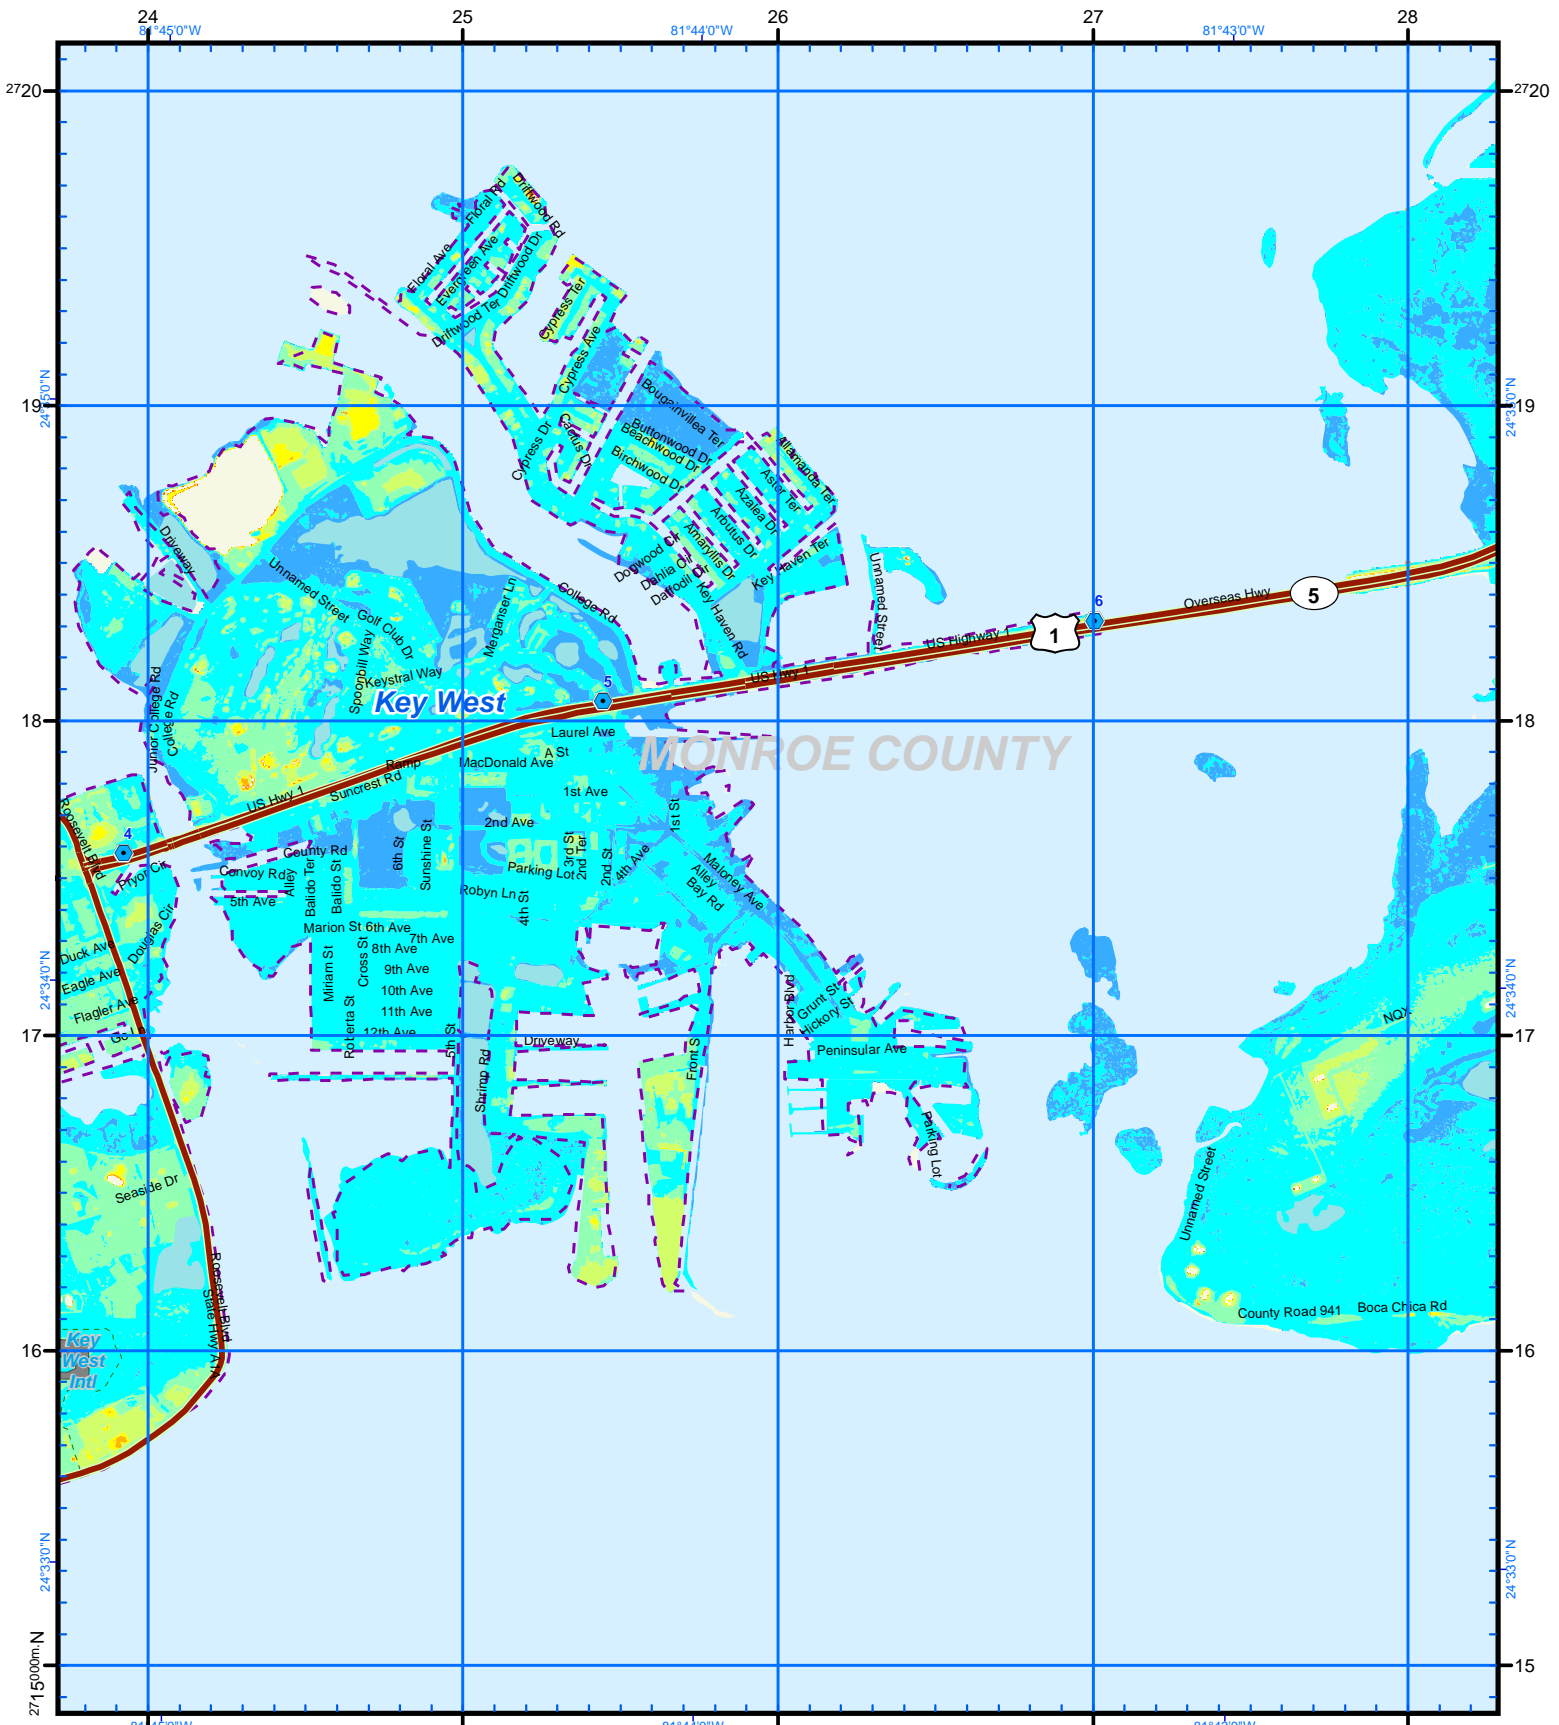 24 25 26 27 28
81°45'0"W 81°44'0"W 81°43'0"W
2720 2720
Driftwood Rd
Floral Rd
Floral Ave
Evergreen Ave
Driftwood Dr
Driftwood Ter
Cypress Ter
Cypress Ave
Bougainvillea Ter
19 19
24°35'0"N 24°35'0"N
Buttonwood Dr
Beachwood Dr
Birchwood Dr
Cactus Dr
Cypress Dr
Allamanda Ter
Aster Ter
Azalea Dr
Arbutus Dr
Amaryllis Dr
Dogwood Cir
Dahlia Cir
Daffodil Cir
Key Haven Ter
Key Haven Rd
Driveway
Unnamed Street
College Rd
Merganser Ln
Golf Club Dr
Spoonbill Way
Keystral Way
Unnamed Street
Overseas Hwy
5
6
1
US Highway 1
US Hwy 1
5
Key West
Junior College Rd
College Rd
18 18
Laurel Ave
MONROE COUNTY
A St
MacDonald Ave
Ramp
Suncrest Rd
US Hwy 1
1st Ave
1st St
2nd Ave
Roosevelt Blvd
4
Pryor Cir
County Rd
Convoy Rd
Alley
5th Ave
Balido Ter
Balido St
6th St
Sunshine St
Parking Lot
3rd St
2nd Ter
2nd St
4th Ave
Maloney Ave
Alley
Bay Rd
Robyn Ln
4th St
Marion St
6th Ave
7th Ave
8th Ave
9th Ave
10th Ave
11th Ave
12th Ave
Miriam St
Cross St
Roberta St
5th St
Douglas Cir
Duck Ave
Eagle Ave
Flagler Ave
24°34'0"N 24°34'0"N
Harbor Blvd
Grunt St
Hickory St
NQX
17 17
Driveway
Front S
Peninsular Ave
Shrimp Rd
Parking Lot
Seaside Dr
Unnamed Street
Roosevelt Blvd
State Hwy A1A
County Road 941
Boca Chica Rd
Key
West
Intl
16 16
24°33'0"N 24°33'0"N
2715000m.N 15